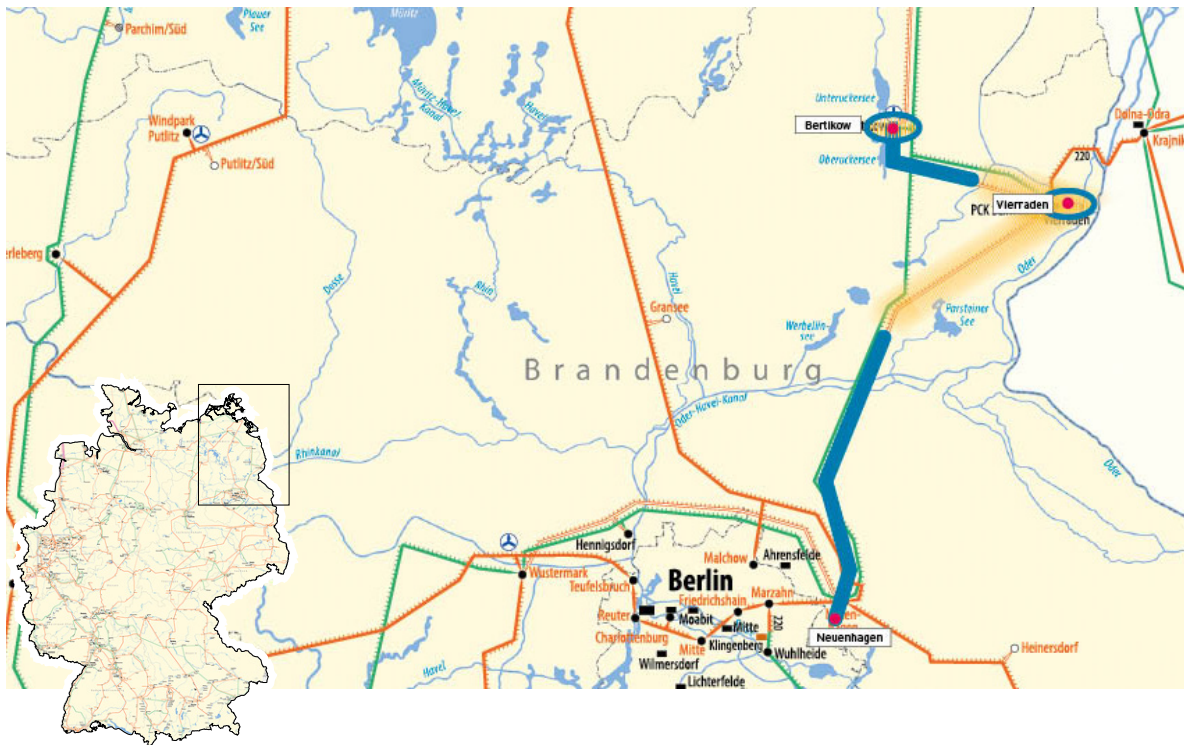 Plauer
See
Müritz
Parchim/Süd
Müritz-Havel-
Kanal
Havel
Unteruckersee
Windpark
Putlitz
Bertikow
Dolna-Odra
Krajnik
220
Oberuckersee
Putlitz/Süd
Vierraden
PCK
Vierraden
erleberg
Dosse
Rhin
Havel
Oder
Gransee
Parsteiner
See
Werbellin-
see
Brandenburg
Oder-Havel-Kanal
Rhinkanal
Oder
Hennigsdorf
Malchow
Ahrensfelde
Wustermark
Teufelsbruch
Berlin
Marzahn
Friedrichshain
Reuter
Moabit
Mitte
220
Charlottenburg
Mitte
Klingenberg
Neuenhagen
Wuhlheide
Heinersdorf
Wilmersdorf
Havel
Lichterfelde